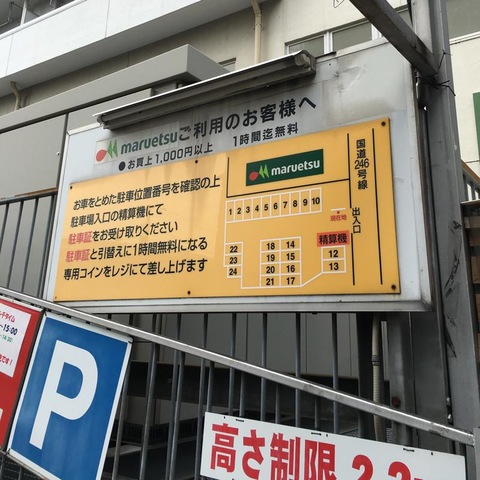 maruetsuご利用のお客様へ
●お買上1,000円以上 1時間迄無料
お車をとめた駐車位置番号を確認の上
駐車場入口の精算機にて
駐車証をお受け取りください
駐車証と引替えに1時間無料になる
専用コインをレジにて差し上げます
maruetsu
国道246号線
1 2 3 4 5 6 7 8 9 10
現在地
出入口
精算機
22 18 14 12
23 19 15 13
24 20 16
21 17
P
高さ制限 2.